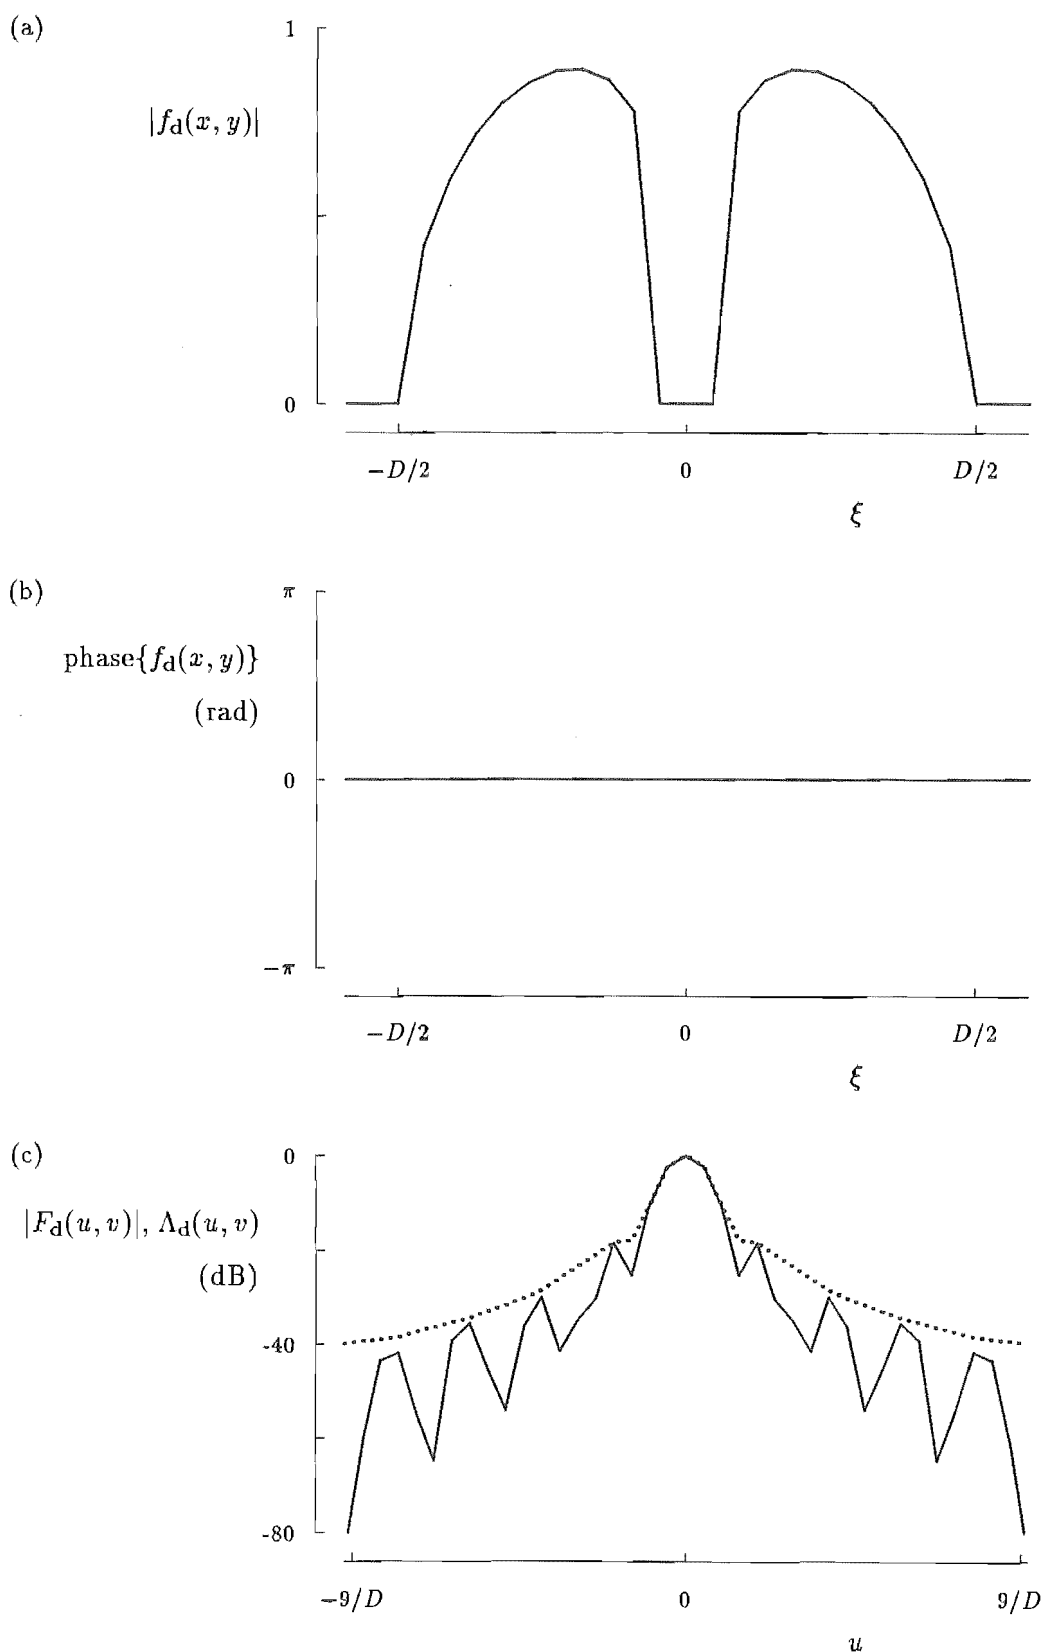 (a)
1
|f_d(x, y)|
0
−D/2 0 D/2
ξ
(b)
π
phase{f_d(x, y)}
(rad)
0
−π
−D/2 0 D/2
ξ
(c)
0
|F_d(u, v)|, Λ_d(u, v)
(dB)
-40
-80
−9/D 0 9/D
u